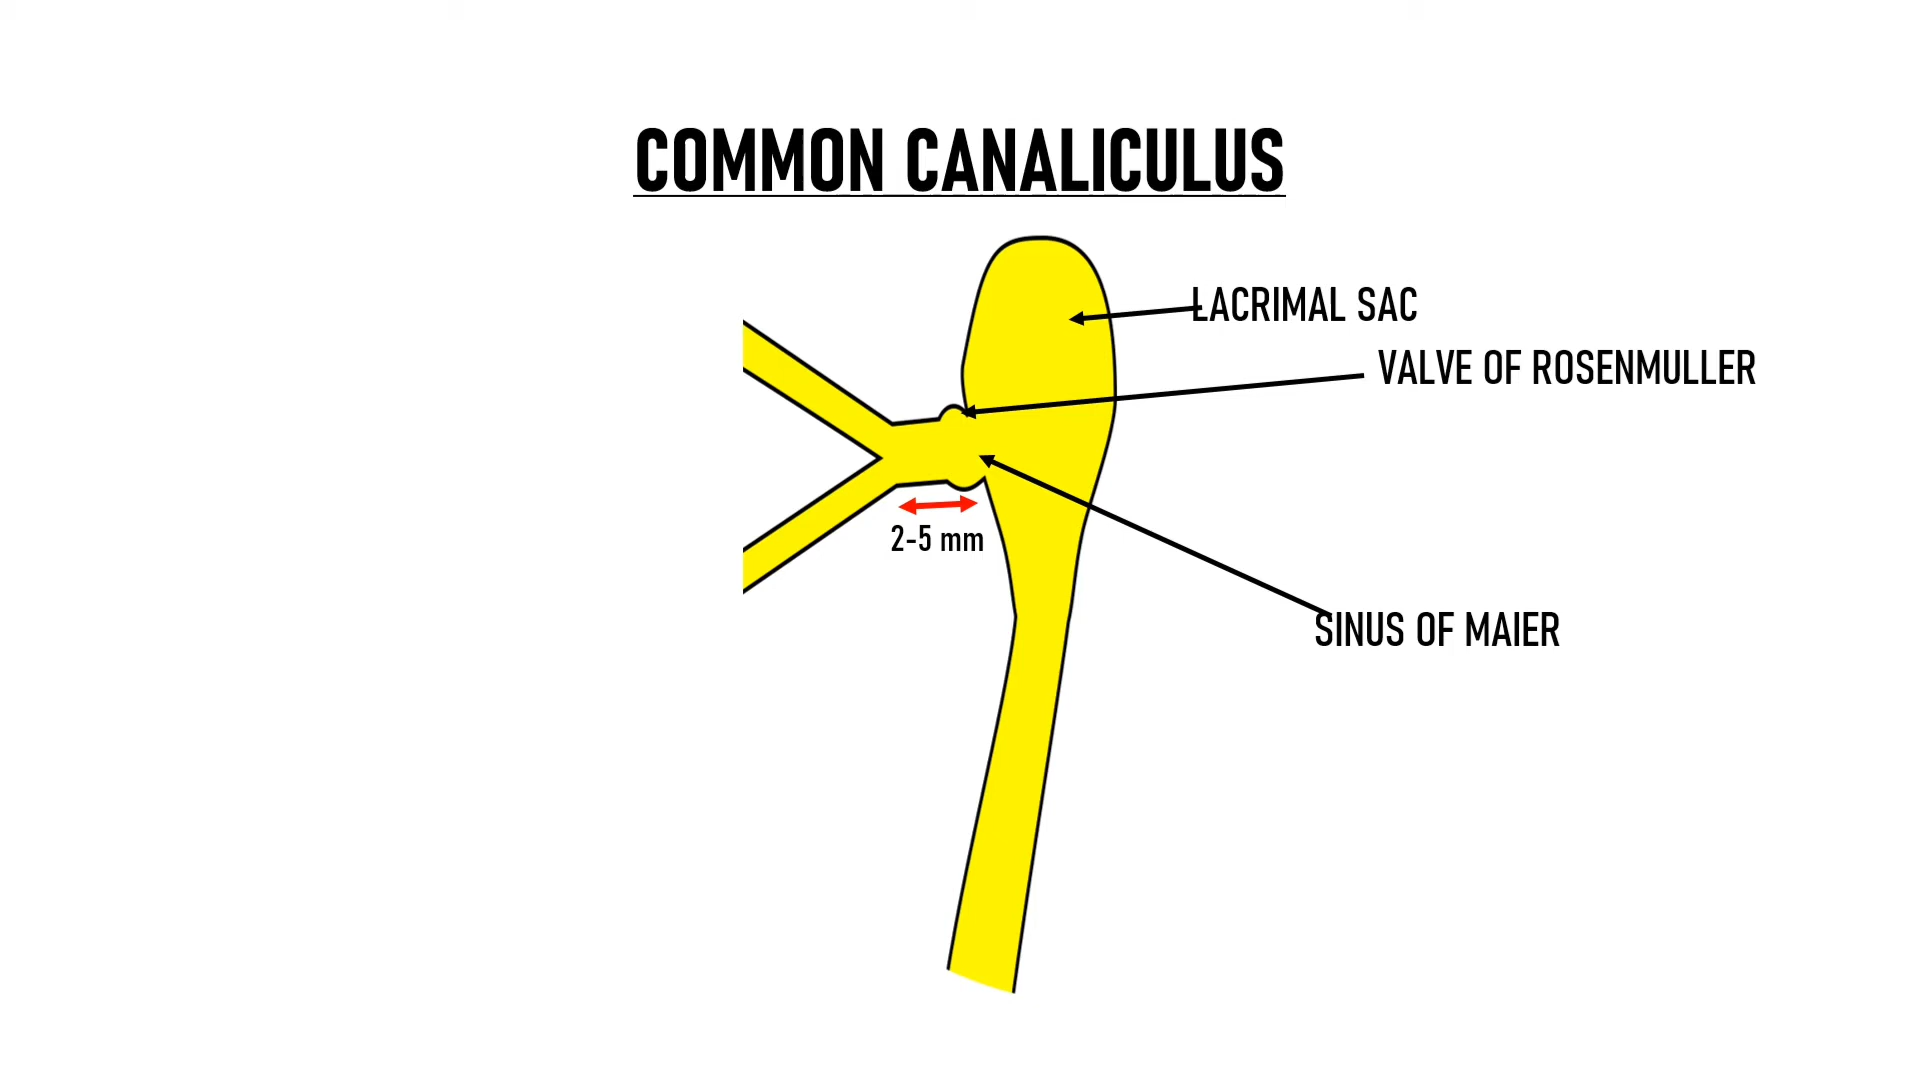 COMMON CANALICULUS
LACRIMAL SAC
VALVE OF ROSENMULLER
2-5 mm
SINUS OF MAIER